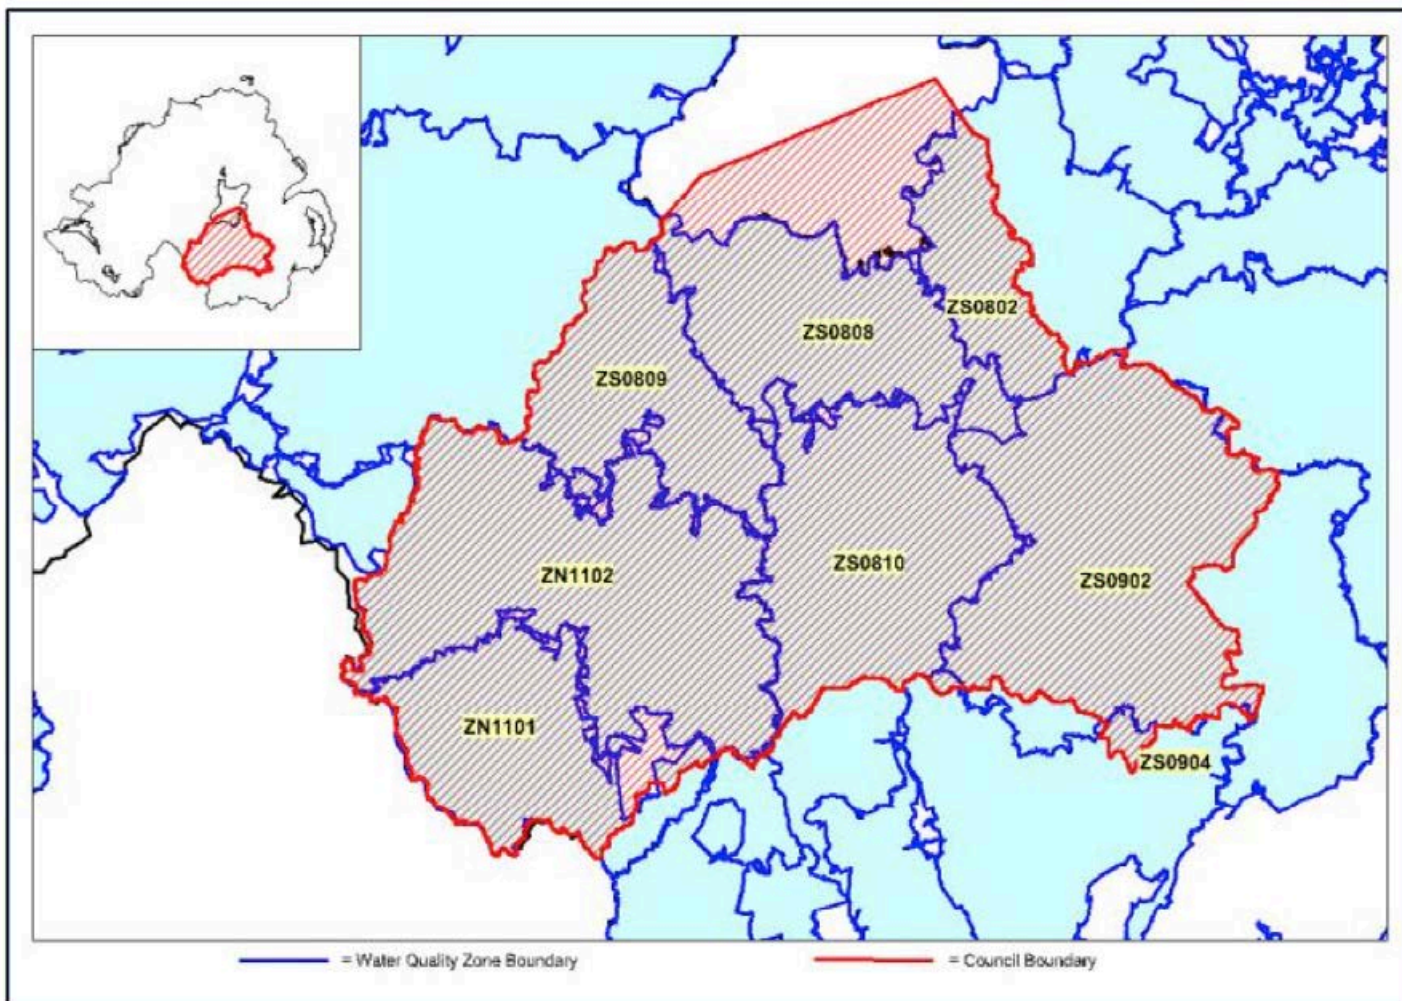 ZS0802
ZS0808
ZS0809
ZS0810
ZN1102
ZS0902
ZN1101
ZS0904
= Water Quality Zone Boundary
= Council Boundary